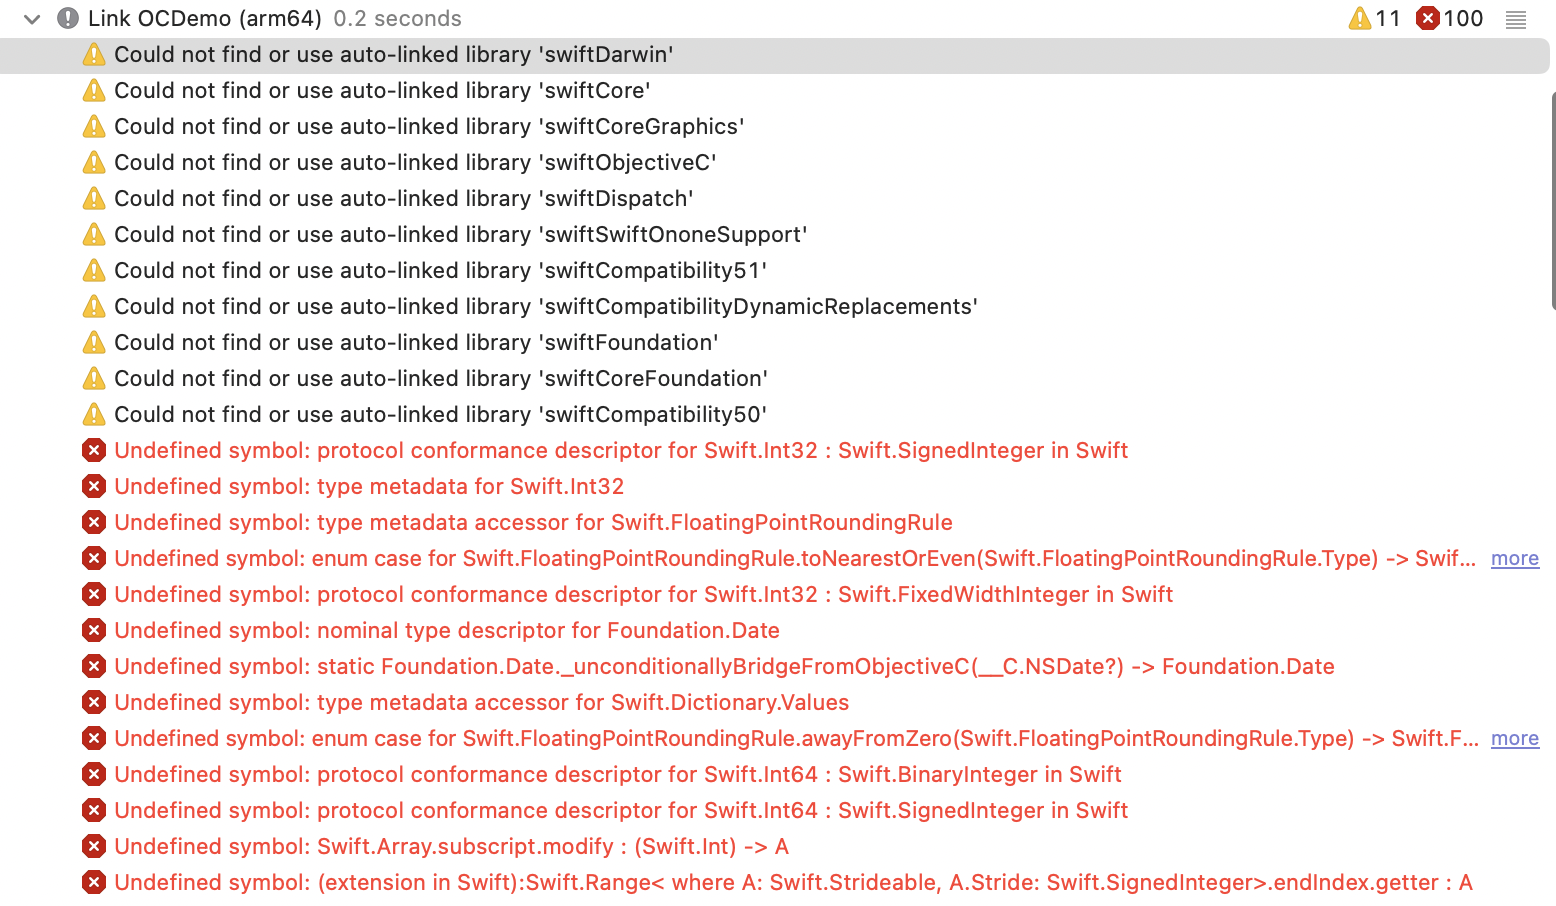 Link OCDemo (arm64) 0.2 seconds 11 100
Could not find or use auto-linked library 'swiftDarwin'
Could not find or use auto-linked library 'swiftCore'
Could not find or use auto-linked library 'swiftCoreGraphics'
Could not find or use auto-linked library 'swiftObjectiveC'
Could not find or use auto-linked library 'swiftDispatch'
Could not find or use auto-linked library 'swiftSwiftOnoneSupport'
Could not find or use auto-linked library 'swiftCompatibility51'
Could not find or use auto-linked library 'swiftCompatibilityDynamicReplacements'
Could not find or use auto-linked library 'swiftFoundation'
Could not find or use auto-linked library 'swiftCoreFoundation'
Could not find or use auto-linked library 'swiftCompatibility50'
Undefined symbol: protocol conformance descriptor for Swift.Int32 : Swift.SignedInteger in Swift
Undefined symbol: type metadata for Swift.Int32
Undefined symbol: type metadata accessor for Swift.FloatingPointRoundingRule
Undefined symbol: enum case for Swift.FloatingPointRoundingRule.toNearestOrEven(Swift.FloatingPointRoundingRule.Type) -> Swif... more
Undefined symbol: protocol conformance descriptor for Swift.Int32 : Swift.FixedWidthInteger in Swift
Undefined symbol: nominal type descriptor for Foundation.Date
Undefined symbol: static Foundation.Date._unconditionallyBridgeFromObjectiveC(__C.NSDate?) -> Foundation.Date
Undefined symbol: type metadata accessor for Swift.Dictionary.Values
Undefined symbol: enum case for Swift.FloatingPointRoundingRule.awayFromZero(Swift.FloatingPointRoundingRule.Type) -> Swift.F... more
Undefined symbol: protocol conformance descriptor for Swift.Int64 : Swift.BinaryInteger in Swift
Undefined symbol: protocol conformance descriptor for Swift.Int64 : Swift.SignedInteger in Swift
Undefined symbol: Swift.Array.subscript.modify : (Swift.Int) -> A
Undefined symbol: (extension in Swift):Swift.Range< where A: Swift.Strideable, A.Stride: Swift.SignedInteger>.endIndex.getter : A